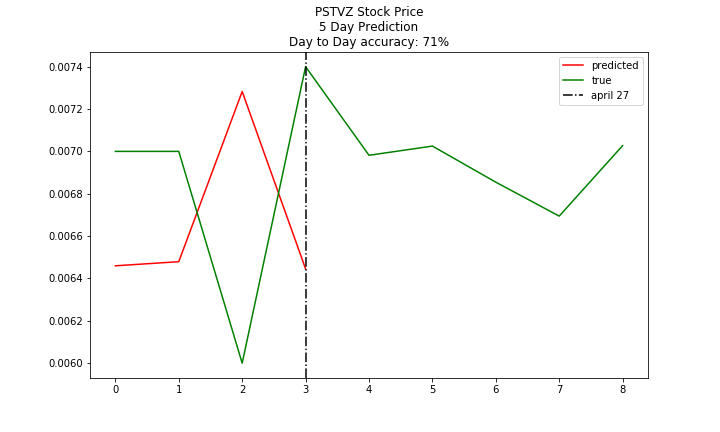 PSTVZ Stock Price
5 Day Prediction
Day to Day accuracy: 71%
predicted
true
april 27
0.0074
0.0072
0.0070
0.0068
0.0066
0.0064
0.0062
0.0060
0 1 2 3 4 5 6 7 8